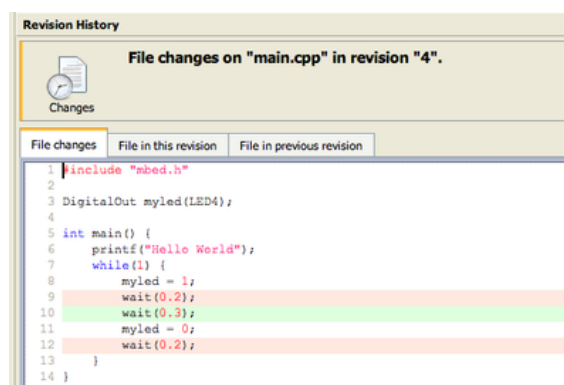 Revision History
File changes on "main.cpp" in revision "4".
Changes
File changes File in this revision File in previous revision
1 #include "mbed.h"
2
3 DigitalOut myled(LED4);
4
5 int main() {
6 printf("Hello World");
7 while(1) {
8 myled = 1;
9 wait(0.2);
10 wait(0.3);
11 myled = 0;
12 wait(0.2);
13 }
14 }